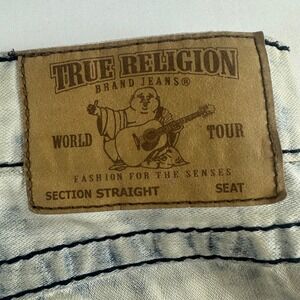 TRUE RELIGION
BRAND JEANS®
WORLD TOUR
FASHION FOR THE SENSES
SECTION STRAIGHT SEAT